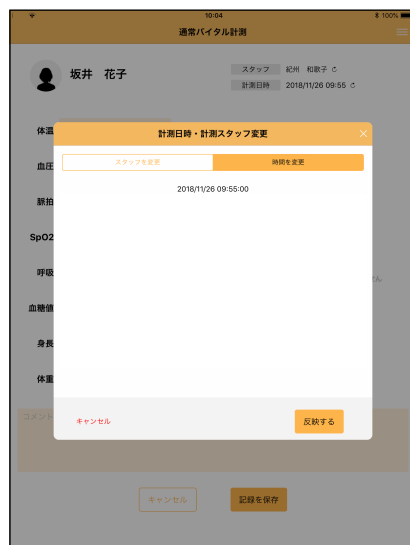 10:04
100%
通常バイタル計測
坂井 花子
スタッフ 紀州 和歌子
計測日時 2018/11/26 09:55
計測日時・計測スタッフ変更
スタッフを変更 時間を変更
2018/11/26 09:55:00
体温
血圧
脈拍
SpO2
呼吸
せん
血糖値
身長
体重
コメント
キャンセル 反映する
キャンセル 記録を保存